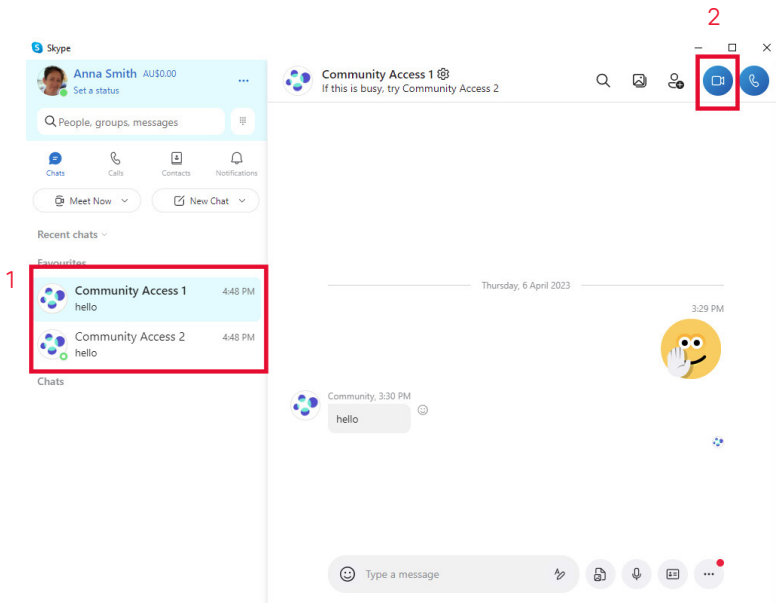 2
Skype
Anna Smith AU$0.00
Set a status
People, groups, messages
Chats
Calls
Contacts
Notifications
Meet Now
New Chat
Recent chats
Favourites
1
Community Access 1 4:48 PM
hello
Community Access 2 4:48 PM
hello
Chats
Community Access 1
If this is busy, try Community Access 2
Thursday, 6 April 2023
3:29 PM
Community, 3:30 PM
hello
Type a message